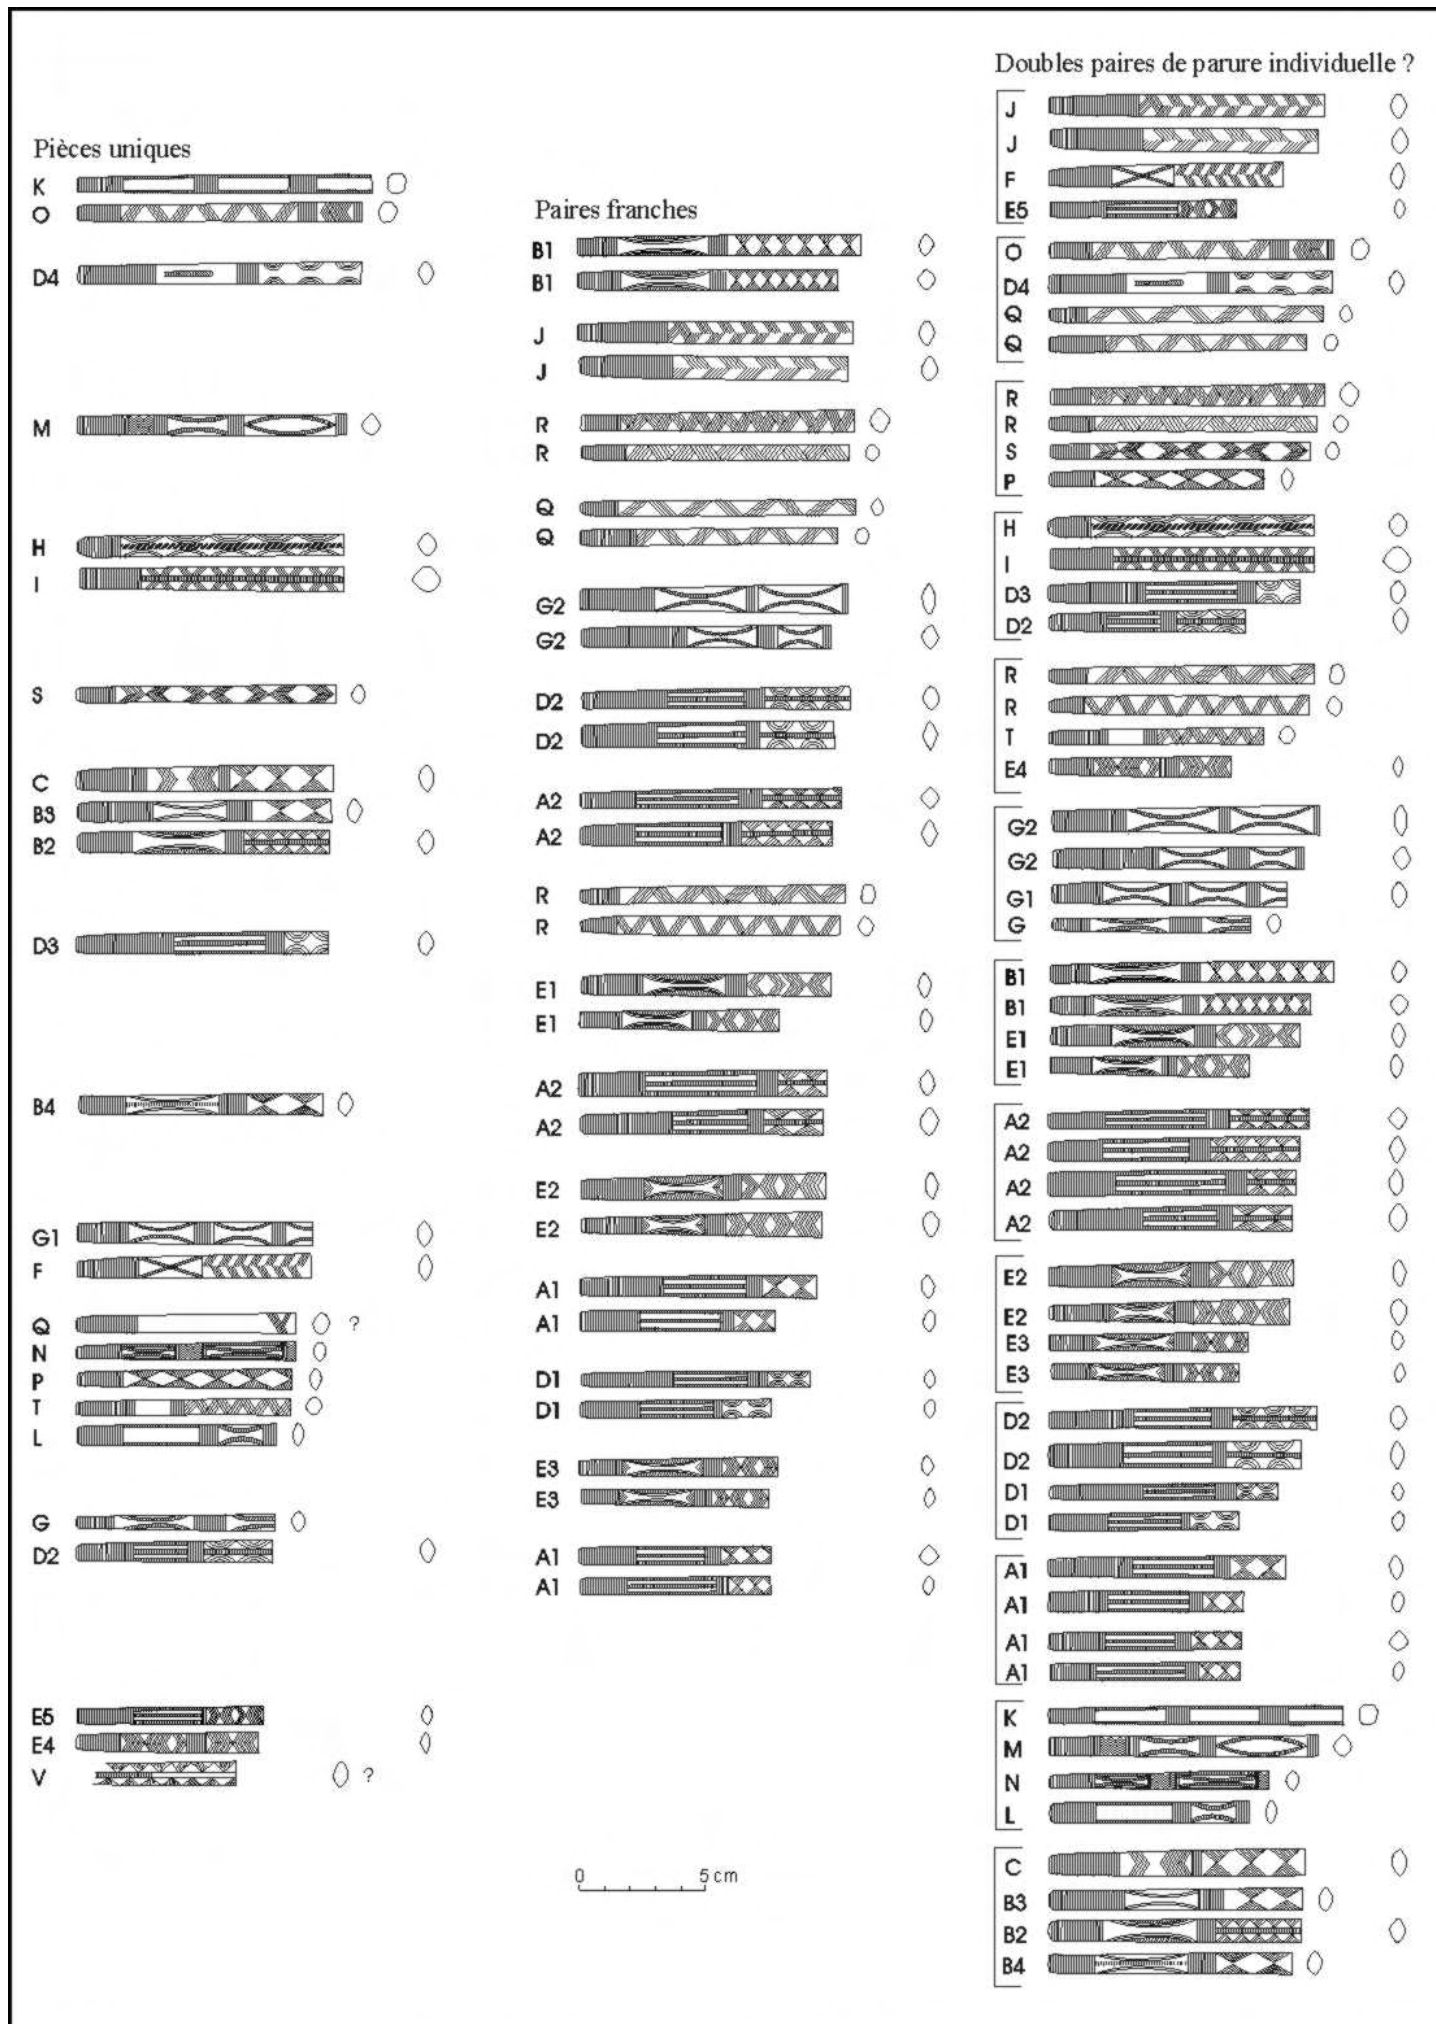 Pièces uniques
K
O
D4
M
H
I
S
C
B3
B2
D3
B4
G1
F
Q ?
N
P
T
L
G
D2
E5
E4
V ?
Paires franches
B1
B1
J
J
R
R
Q
Q
G2
G2
D2
D2
A2
A2
R
R
E1
E1
A2
A2
E2
E2
A1
A1
D1
D1
E3
E3
A1
A1
0 5 cm
Doubles paires de parure individuelle ?
J
J
F
E5
O
D4
Q
Q
R
R
S
P
H
I
D3
D2
R
R
T
E4
G2
G2
G1
G
B1
B1
E1
E1
A2
A2
A2
A2
E2
E2
E3
E3
D2
D2
D1
D1
A1
A1
A1
A1
K
M
N
L
C
B3
B2
B4